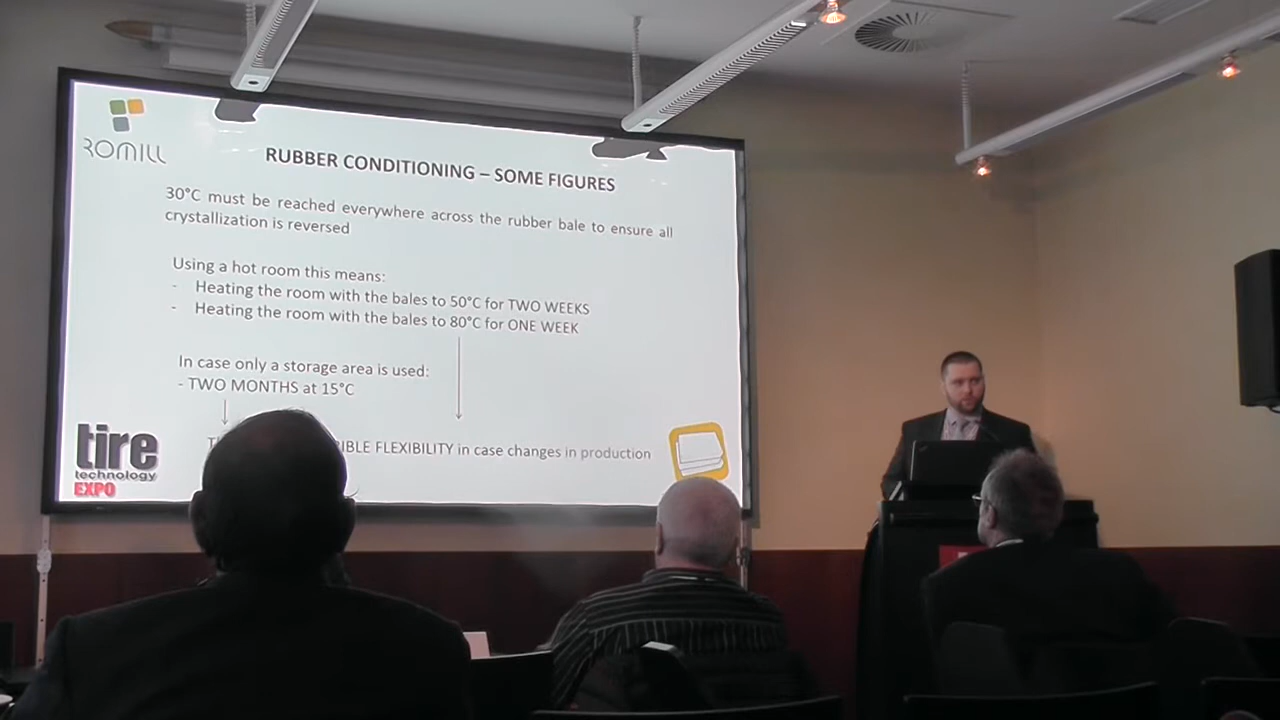 ROMILL
RUBBER CONDITIONING – SOME FIGURES
30°C must be reached everywhere across the rubber bale to ensure all
crystallization is reversed
Using a hot room this means:
- Heating the room with the bales to 50°C for TWO WEEKS
- Heating the room with the bales to 80°C for ONE WEEK
In case only a storage area is used:
- TWO MONTHS at 15°C
FLEXIBILITY in case changes in production
tire
technology
EXPO